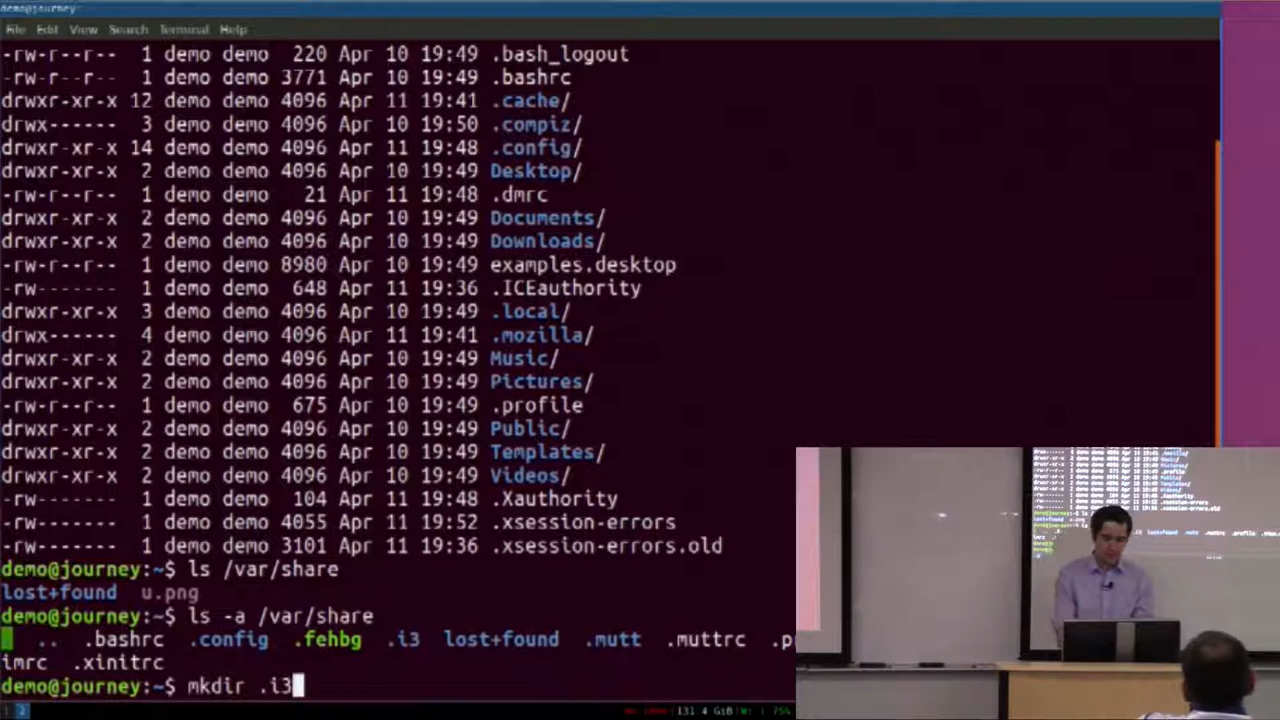 demo@journey:~
File Edit View Search Terminal Help
-rw-r--r-- 1 demo demo 220 Apr 10 19:49 .bash_logout
-rw-r--r-- 1 demo demo 3771 Apr 10 19:49 .bashrc
drwxr-xr-x 12 demo demo 4096 Apr 11 19:41 .cache/
drwx------ 3 demo demo 4096 Apr 10 19:50 .compiz/
drwxr-xr-x 14 demo demo 4096 Apr 11 19:48 .config/
drwxr-xr-x 2 demo demo 4096 Apr 10 19:49 Desktop/
-rw-r--r-- 1 demo demo 21 Apr 11 19:48 .dmrc
drwxr-xr-x 2 demo demo 4096 Apr 10 19:49 Documents/
drwxr-xr-x 2 demo demo 4096 Apr 10 19:49 Downloads/
-rw-r--r-- 1 demo demo 8980 Apr 10 19:49 examples.desktop
-rw------- 1 demo demo 648 Apr 11 19:36 .ICEauthority
drwxr-xr-x 3 demo demo 4096 Apr 10 19:49 .local/
drwx------ 4 demo demo 4096 Apr 11 19:41 .mozilla/
drwxr-xr-x 2 demo demo 4096 Apr 10 19:49 Music/
drwxr-xr-x 2 demo demo 4096 Apr 10 19:49 Pictures/
-rw-r--r-- 1 demo demo 675 Apr 10 19:49 .profile
drwxr-xr-x 2 demo demo 4096 Apr 10 19:49 Public/
drwxr-xr-x 2 demo demo 4096 Apr 10 19:49 Templates/
drwxr-xr-x 2 demo demo 4096 Apr 10 19:49 Videos/
-rw------- 1 demo demo 104 Apr 11 19:48 .Xauthority
-rw------- 1 demo demo 4055 Apr 11 19:52 .xsession-errors
-rw------- 1 demo demo 3101 Apr 11 19:36 .xsession-errors.old
demo@journey:~$ ls /var/share
lost+found u.png
demo@journey:~$ ls -a /var/share
. .. .bashrc .config .fehbg .i3 lost+found .mutt .muttrc .p
imrc .xinitrc
demo@journey:~$ mkdir .i3
1 2 131.4 GiB W: 75%